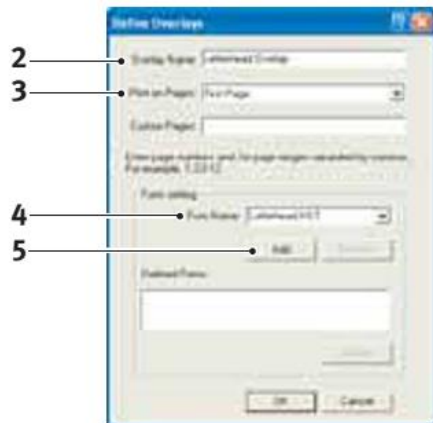 Define Overlays
2 Overlay Name: Letterhead Overlay
3 Print on Pages: First Page
Custom Pages:
Enter page numbers and/or page ranges separated by commas.
For example, 1,3,5-12
Form setting
4 Form Name: Letterhead.HST
5 Add
Defined Forms:
OK Cancel